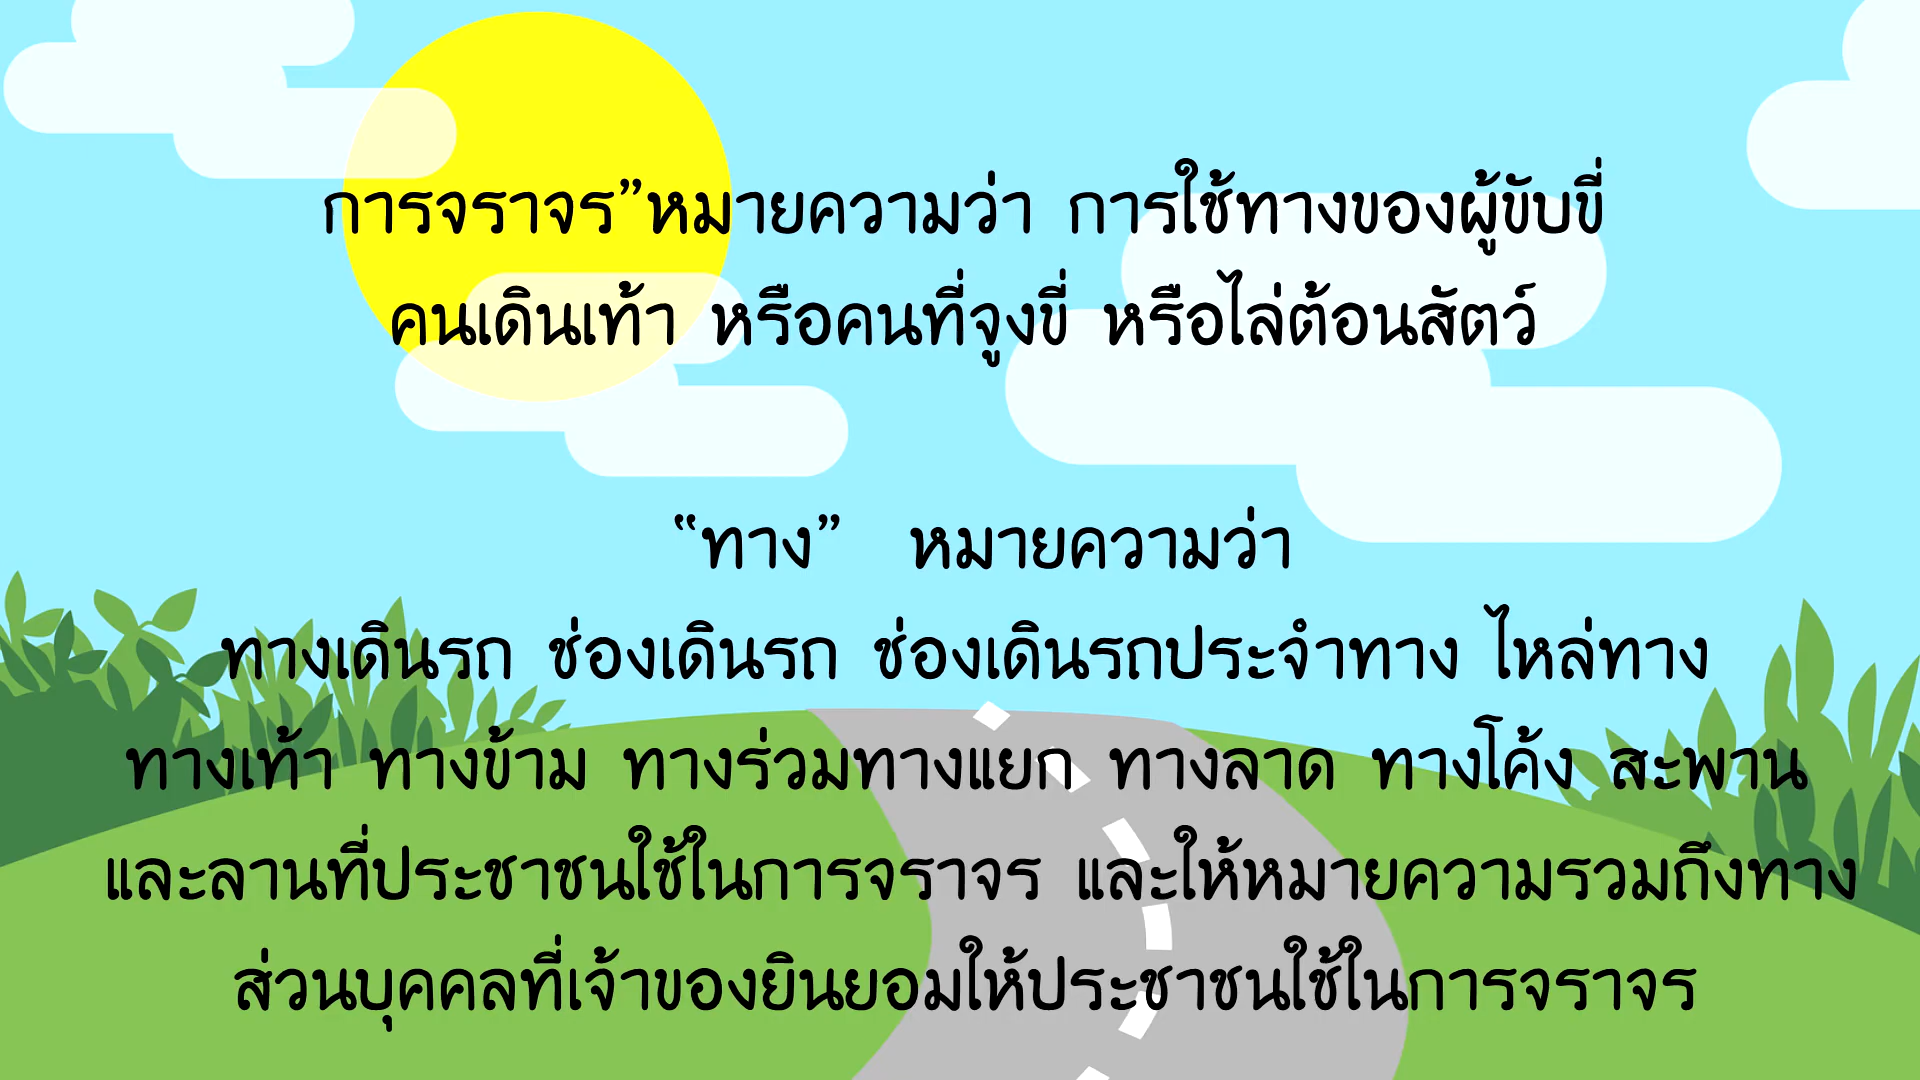 การจราจร”หมายความว่า การใช้ทางของผู้ขับขี่
คนเดินเท้า หรือคนที่จูงขี่ หรือไล่ต้อนสัตว์
“ทาง” หมายความว่า
ทางเดินรถ ช่องเดินรถ ช่องเดินรถประจำทาง ไหล่ทาง
ทางเท้า ทางข้าม ทางร่วมทางแยก ทางลาด ทางโค้ง สะพาน
และลานที่ประชาชนใช้ในการจราจร และให้หมายความรวมถึงทาง
ส่วนบุคคลที่เจ้าของยินยอมให้ประชาชนใช้ในการจราจร